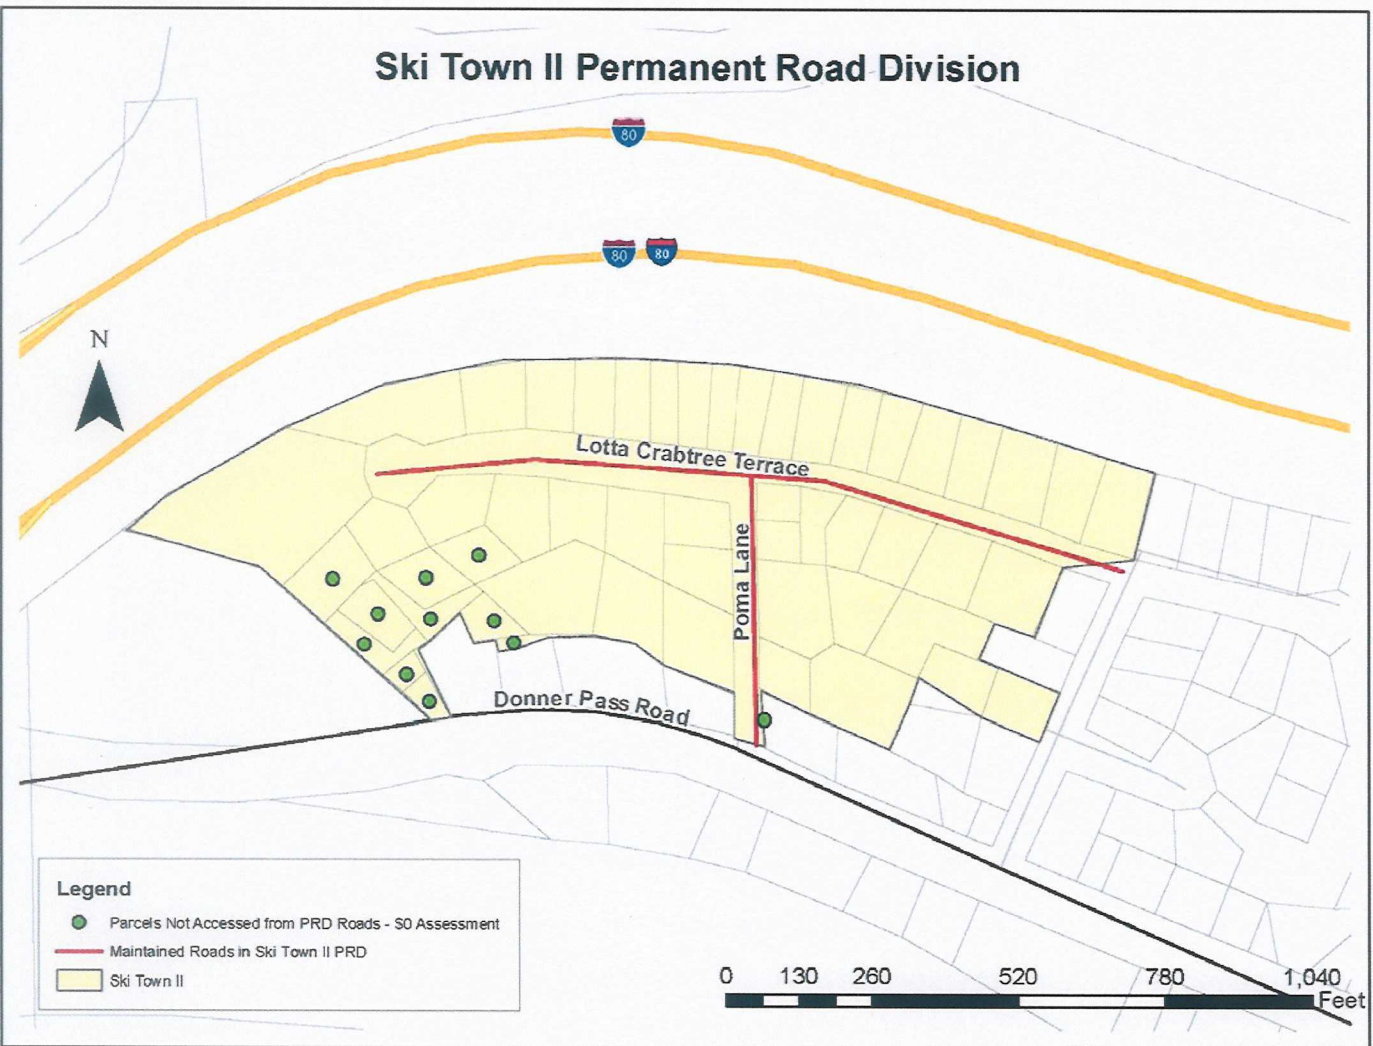 Ski Town II Permanent Road Division
80
80 80
N
Lotta Crabtree Terrace
Poma Lane
Donner Pass Road
Legend
Parcels Not Accessed from PRD Roads - $0 Assessment
Maintained Roads in Ski Town II PRD
Ski Town II
0 130 260 520 780 1,040
Feet